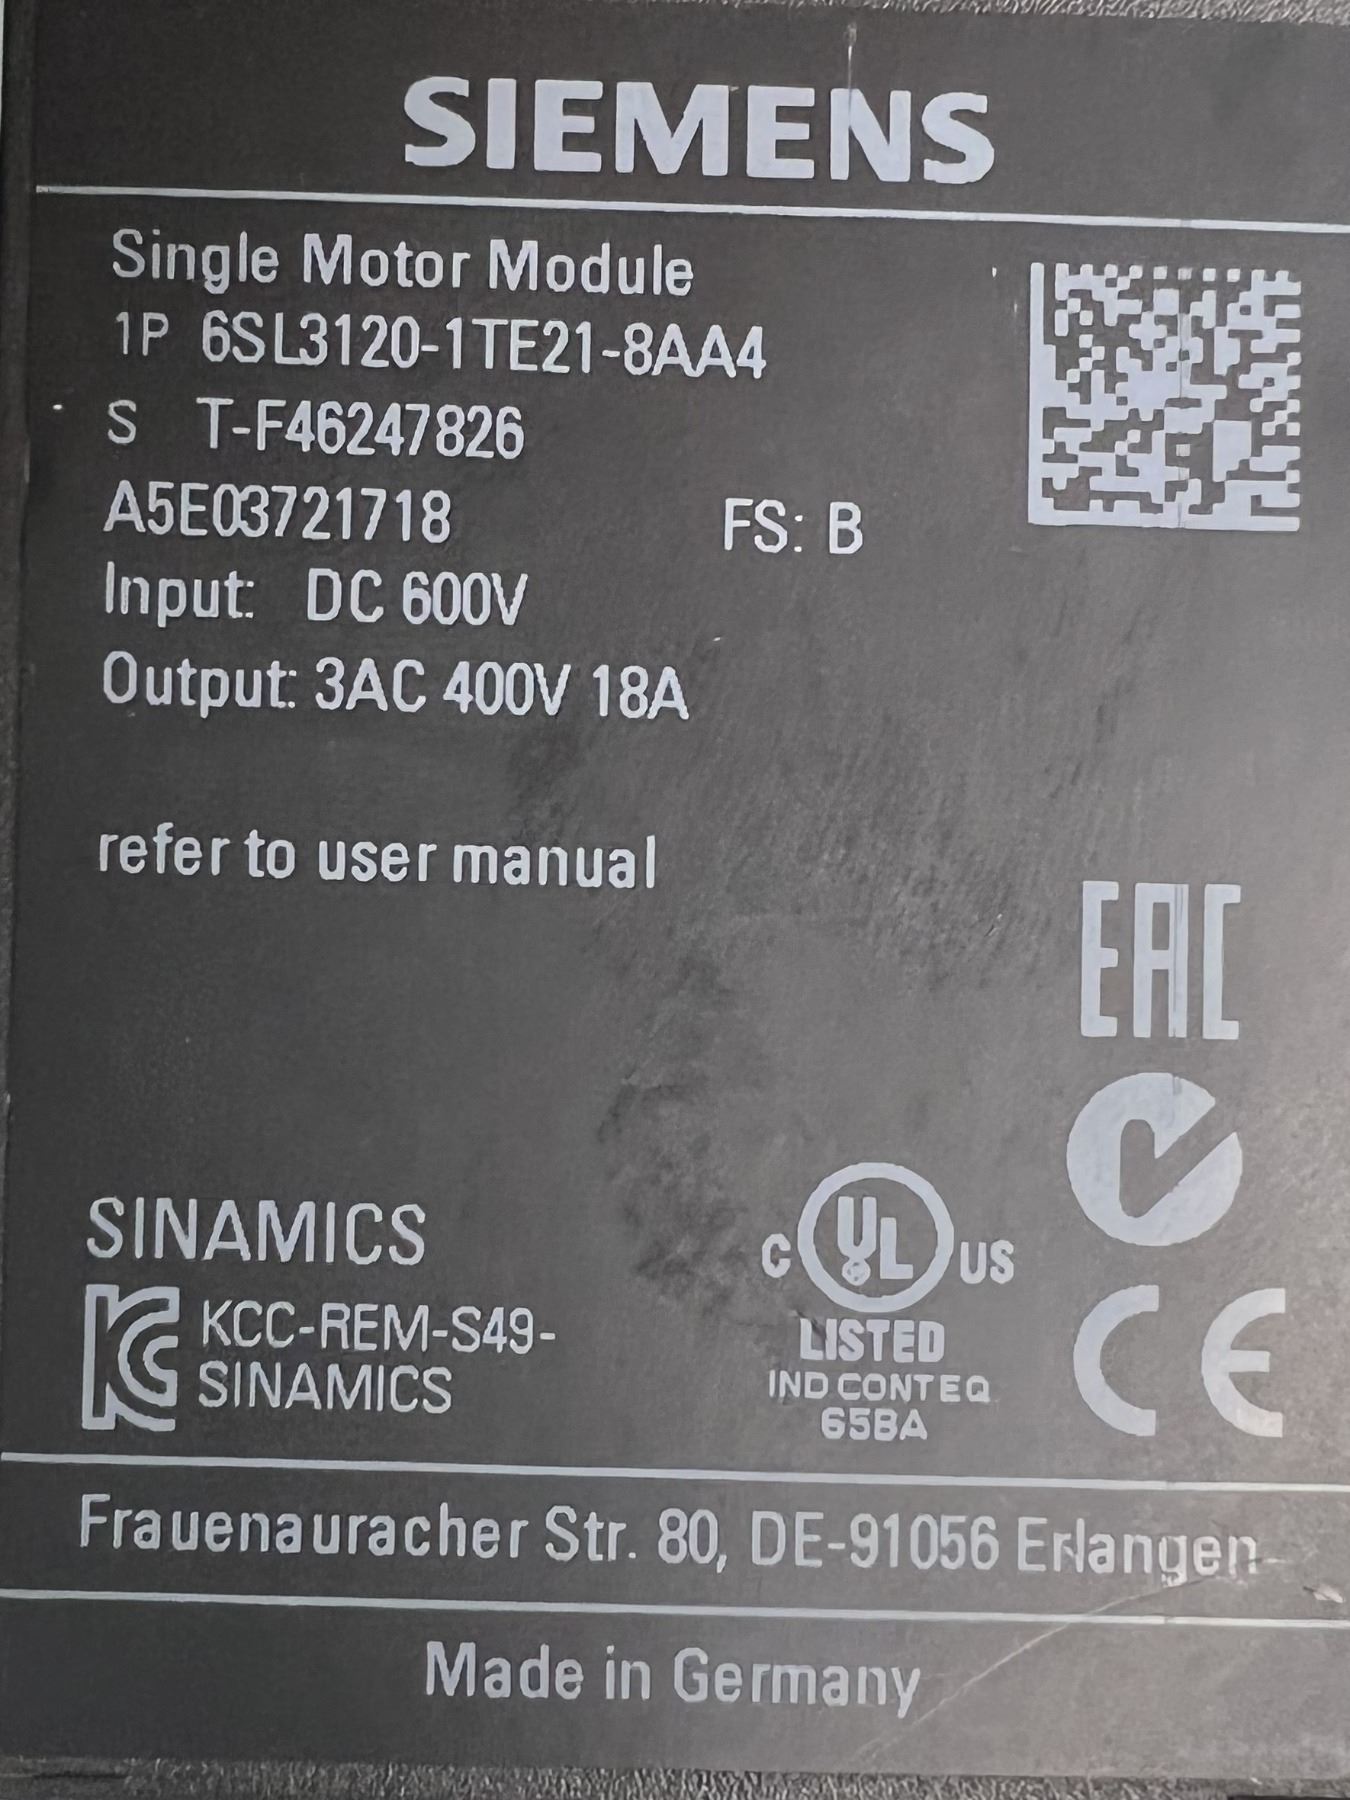 SIEMENS
Single Motor Module
1P 6SL3120-1TE21-8AA4
S T-F46247826
A5E03721718 FS: B
Input: DC 600V
Output: 3AC 400V 18A
refer to user manual
EAC
SINAMICS
KCC-REM-S49-
SINAMICS
C UL US
LISTED
IND CONT EQ
65BA
CE
Frauenauracher Str. 80, DE-91056 Erlangen
Made in Germany